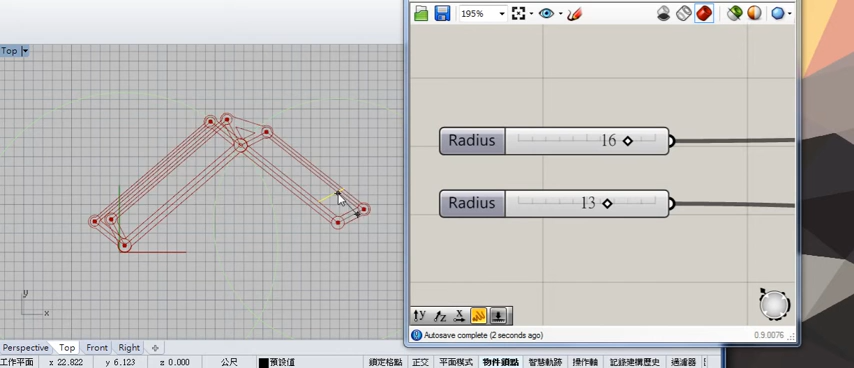 195%
Top
Radius 16
Radius 13
y
x
y z x
Autosave complete (2 seconds ago)
0.9.0076
Perspective Top Front Right
工作平面 x 22.822 y 6.123 z 0.000 公尺 預設值 鎖定格點 正交 平面模式 物件鎖點 智慧軌跡 操作軸 記錄建構歷史 過濾器